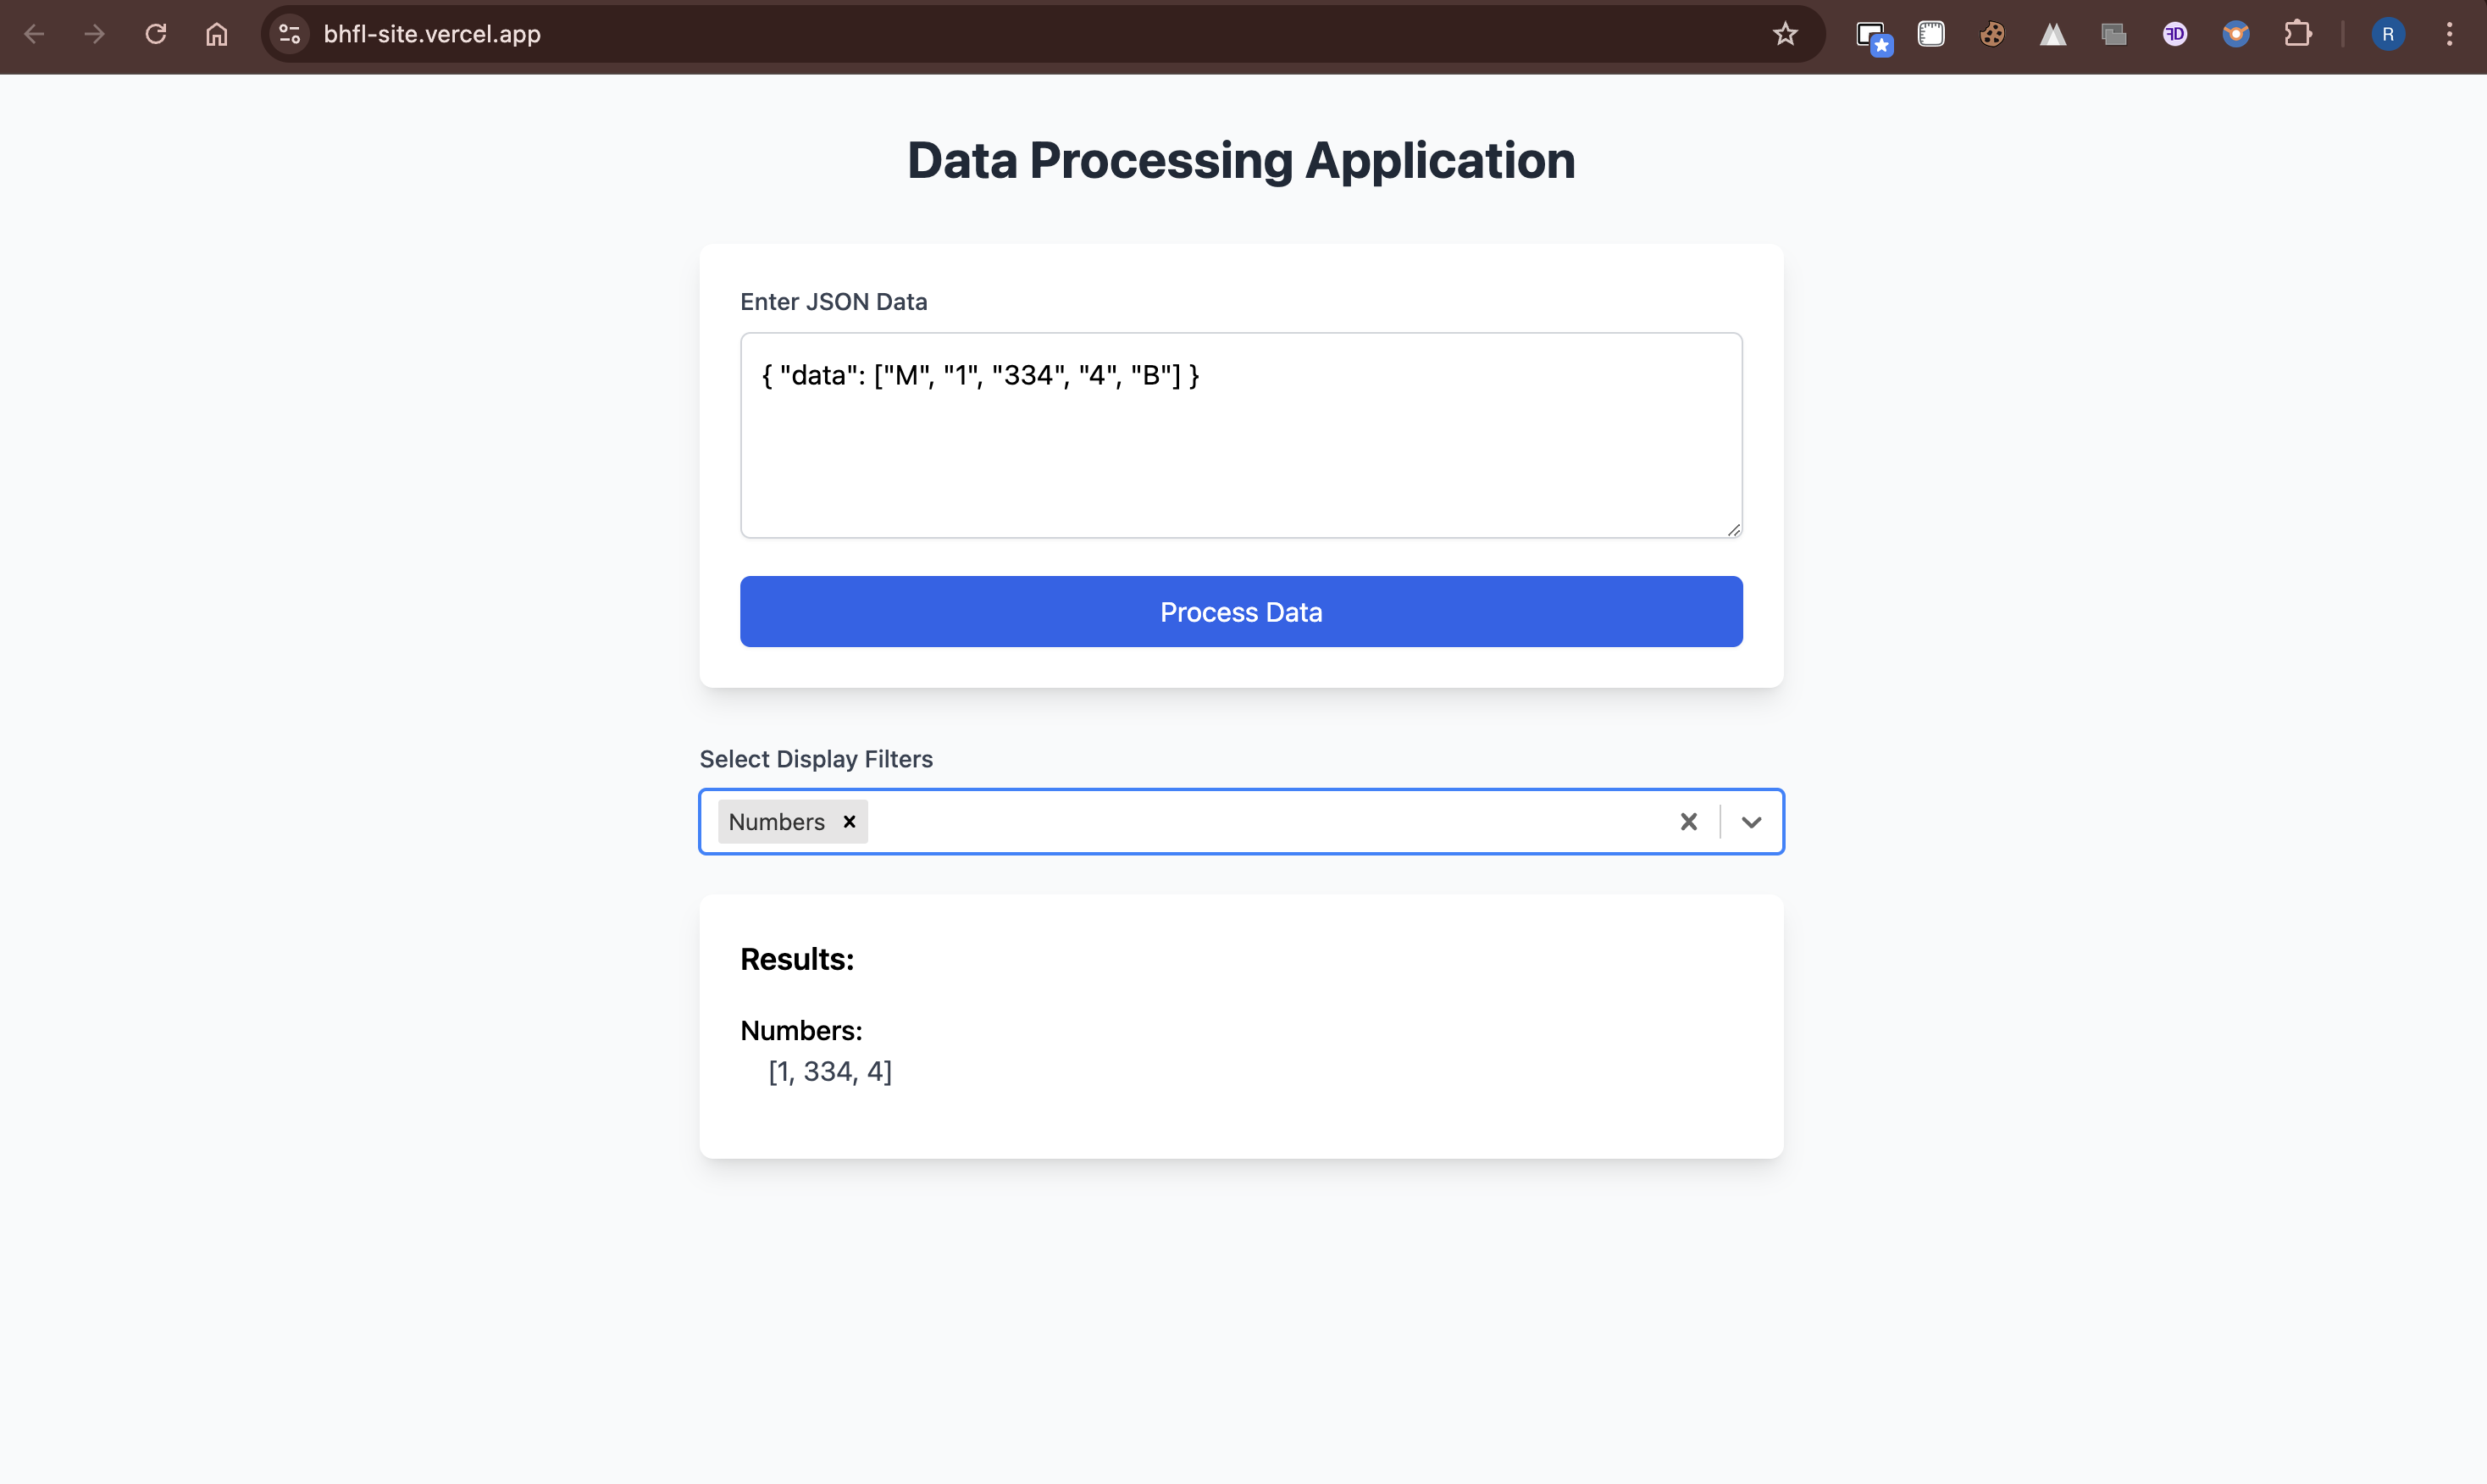 bhfl-site.vercel.app
R
Data Processing Application
Enter JSON Data
{ "data": ["M", "1", "334", "4", "B"] }
Process Data
Select Display Filters
Numbers
Results:
Numbers:
[1, 334, 4]